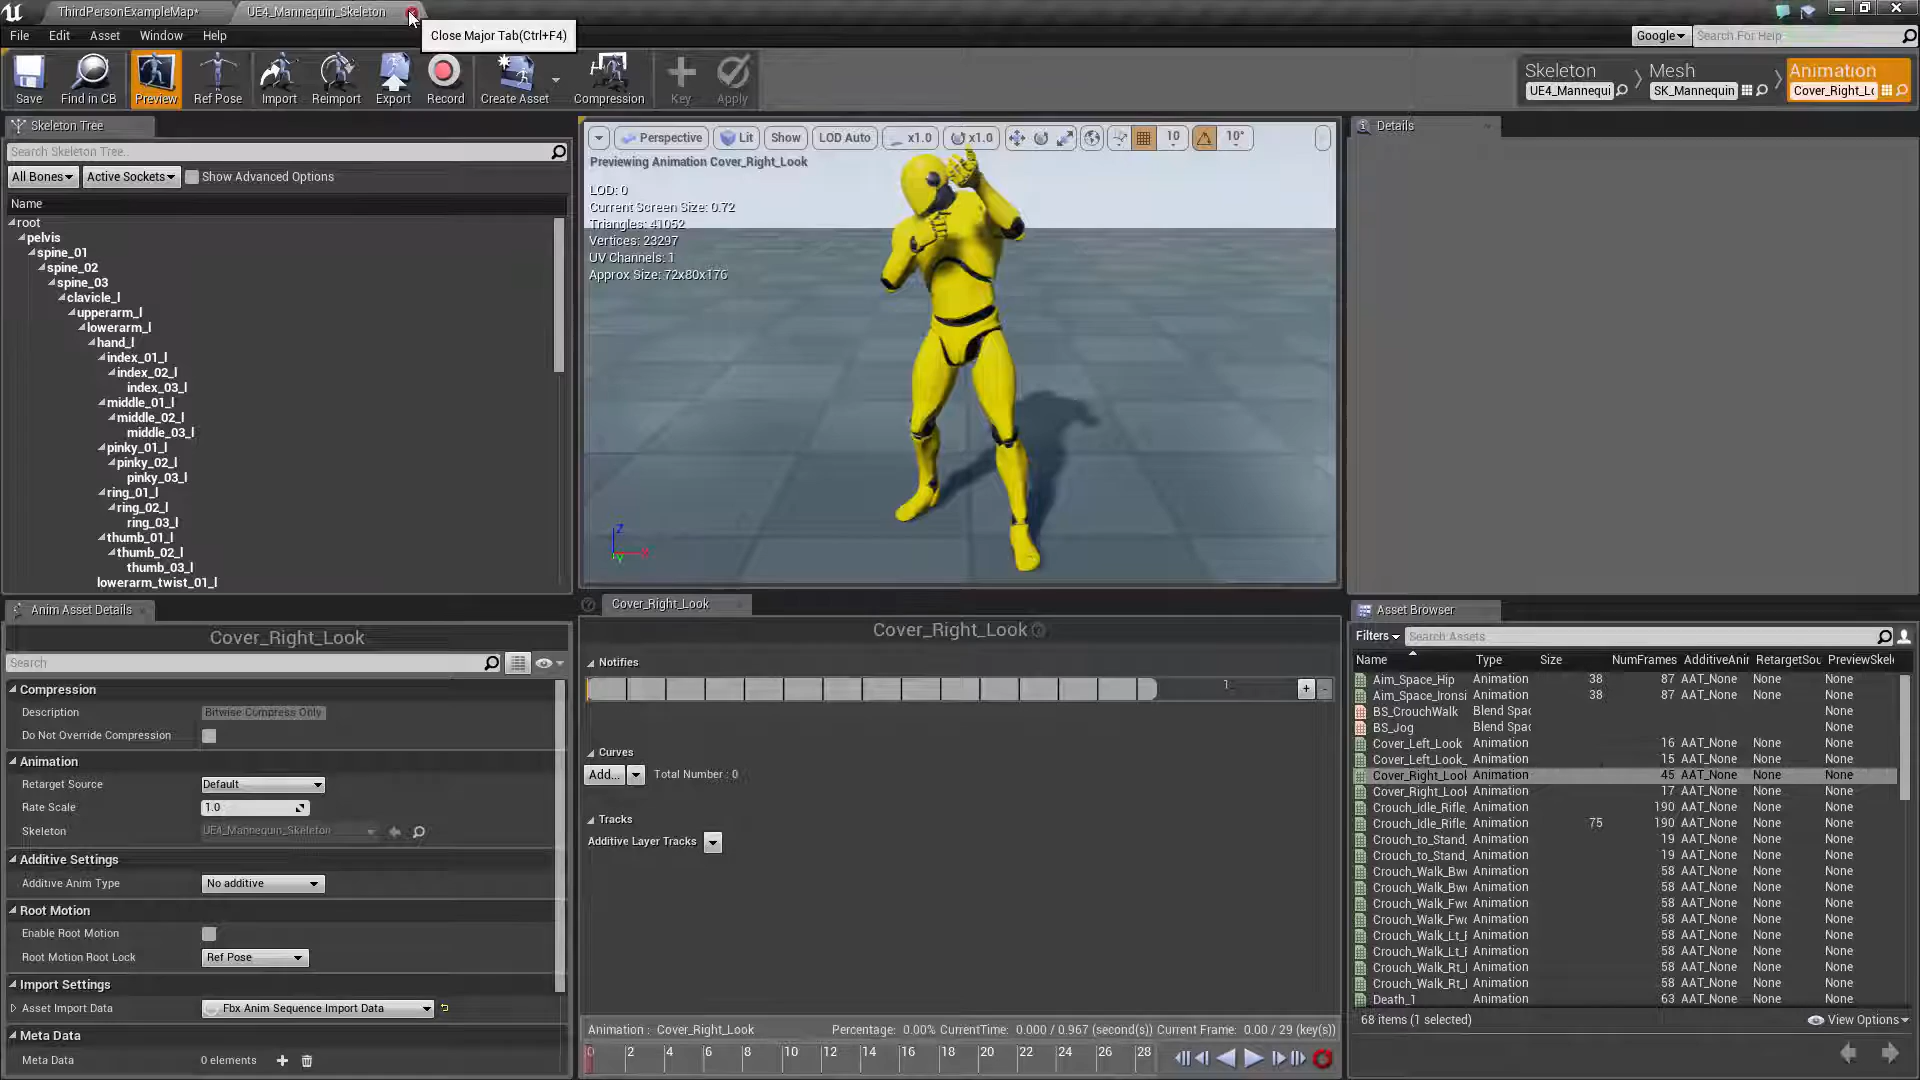 ThirdPersonExampleMap*
UE4_Mannequin_Skeleton
File Edit Asset Window Help
Close Major Tab(Ctrl+F4)
Google
Search For Help
Save
Find in CB
Preview
Ref Pose
Import
Reimport
Export
Record
Create Asset
Compression
Key
Apply
Skeleton
UE4_Mannequi
Mesh
SK_Mannequin
Animation
Cover_Right_Lo
Skeleton Tree
Search Skeleton Tree...
All Bones
Active Sockets
Show Advanced Options
Name
root
pelvis
spine_01
spine_02
spine_03
clavicle_l
upperarm_l
lowerarm_l
hand_l
index_01_l
index_02_l
index_03_l
middle_01_l
middle_02_l
middle_03_l
pinky_01_l
pinky_02_l
pinky_03_l
ring_01_l
ring_02_l
ring_03_l
thumb_01_l
thumb_02_l
thumb_03_l
lowerarm_twist_01_l
Perspective
Lit
Show
LOD Auto
x1.0
x1.0
10
10°
Previewing Animation Cover_Right_Look
LOD: 0
Current Screen Size: 0.72
Triangles: 41052
Vertices: 23297
UV Channels: 1
Approx Size: 72x80x176
Z
X
Y
Details
Anim Asset Details
Cover_Right_Look
Search
Compression
Description Bitwise Compress Only
Do Not Override Compression
Animation
Retarget Source Default
Rate Scale 1.0
Skeleton UE4_Mannequin_Skeleton
Additive Settings
Additive Anim Type No additive
Root Motion
Enable Root Motion
Root Motion Root Lock Ref Pose
Import Settings
Asset Import Data Fbx Anim Sequence Import Data
Meta Data
Meta Data 0 elements
Cover_Right_Look
Cover_Right_Look
Notifies
1
Curves
Add... Total Number : 0
Tracks
Additive Layer Tracks
Animation : Cover_Right_Look Percentage: 0.00% CurrentTime: 0.000 / 0.967 (second(s)) Current Frame: 0.00 / 29 (key(s))
0 2 4 6 8 10 12 14 16 18 20 22 24 26 28
Asset Browser
Filters
Search Assets
Name Type Size NumFrames AdditiveAnir RetargetSou PreviewSkel
Aim_Space_Hip Animation 38 87 AAT_None None None
Aim_Space_Ironsi Animation 38 87 AAT_None None None
BS_CrouchWalk Blend Spac None
BS_Jog Blend Spac None
Cover_Left_Look Animation 16 AAT_None None None
Cover_Left_Look_ Animation 15 AAT_None None None
Cover_Right_Look Animation 45 AAT_None None None
Cover_Right_Look Animation 17 AAT_None None None
Crouch_Idle_Rifle_ Animation 190 AAT_None None None
Crouch_Idle_Rifle_ Animation 75 190 AAT_None None None
Crouch_to_Stand_ Animation 19 AAT_None None None
Crouch_to_Stand_ Animation 19 AAT_None None None
Crouch_Walk_Bw Animation 58 AAT_None None None
Crouch_Walk_Bw Animation 58 AAT_None None None
Crouch_Walk_Fw Animation 58 AAT_None None None
Crouch_Walk_Fw Animation 58 AAT_None None None
Crouch_Walk_Lt_F Animation 58 AAT_None None None
Crouch_Walk_Lt_F Animation 58 AAT_None None None
Crouch_Walk_Rt_ Animation 58 AAT_None None None
Crouch_Walk_Rt_ Animation 58 AAT_None None None
Death_1 Animation 63 AAT_None None None
68 items (1 selected)
View Options